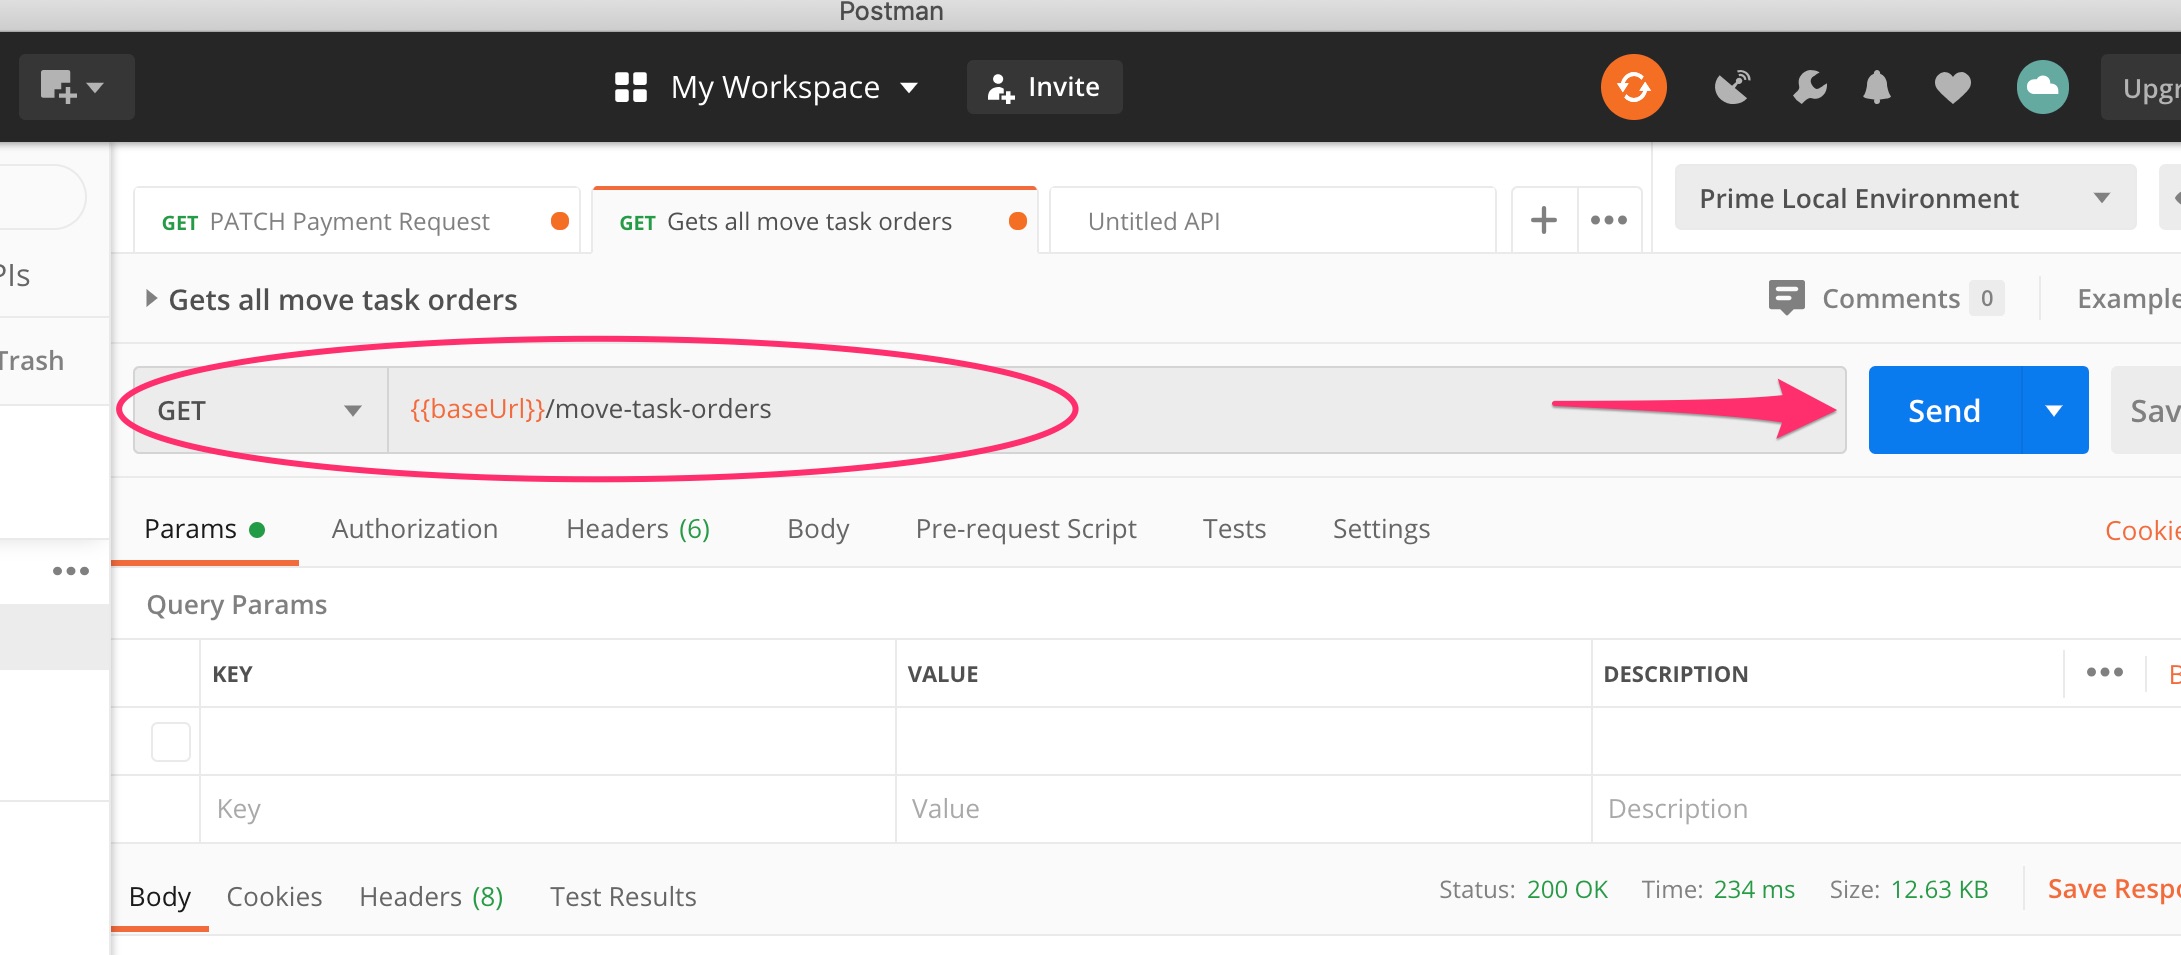 Postman
My Workspace Invite Upgr
GET PATCH Payment Request GET Gets all move task orders Untitled API Prime Local Environment
PIs
Gets all move task orders Comments 0 Example
Trash
GET {{baseUrl}}/move-task-orders Send Sav
Params Authorization Headers (6) Body Pre-request Script Tests Settings Cookie
Query Params
KEY VALUE DESCRIPTION B
Key Value Description
Body Cookies Headers (8) Test Results Status: 200 OK Time: 234 ms Size: 12.63 KB Save Respo